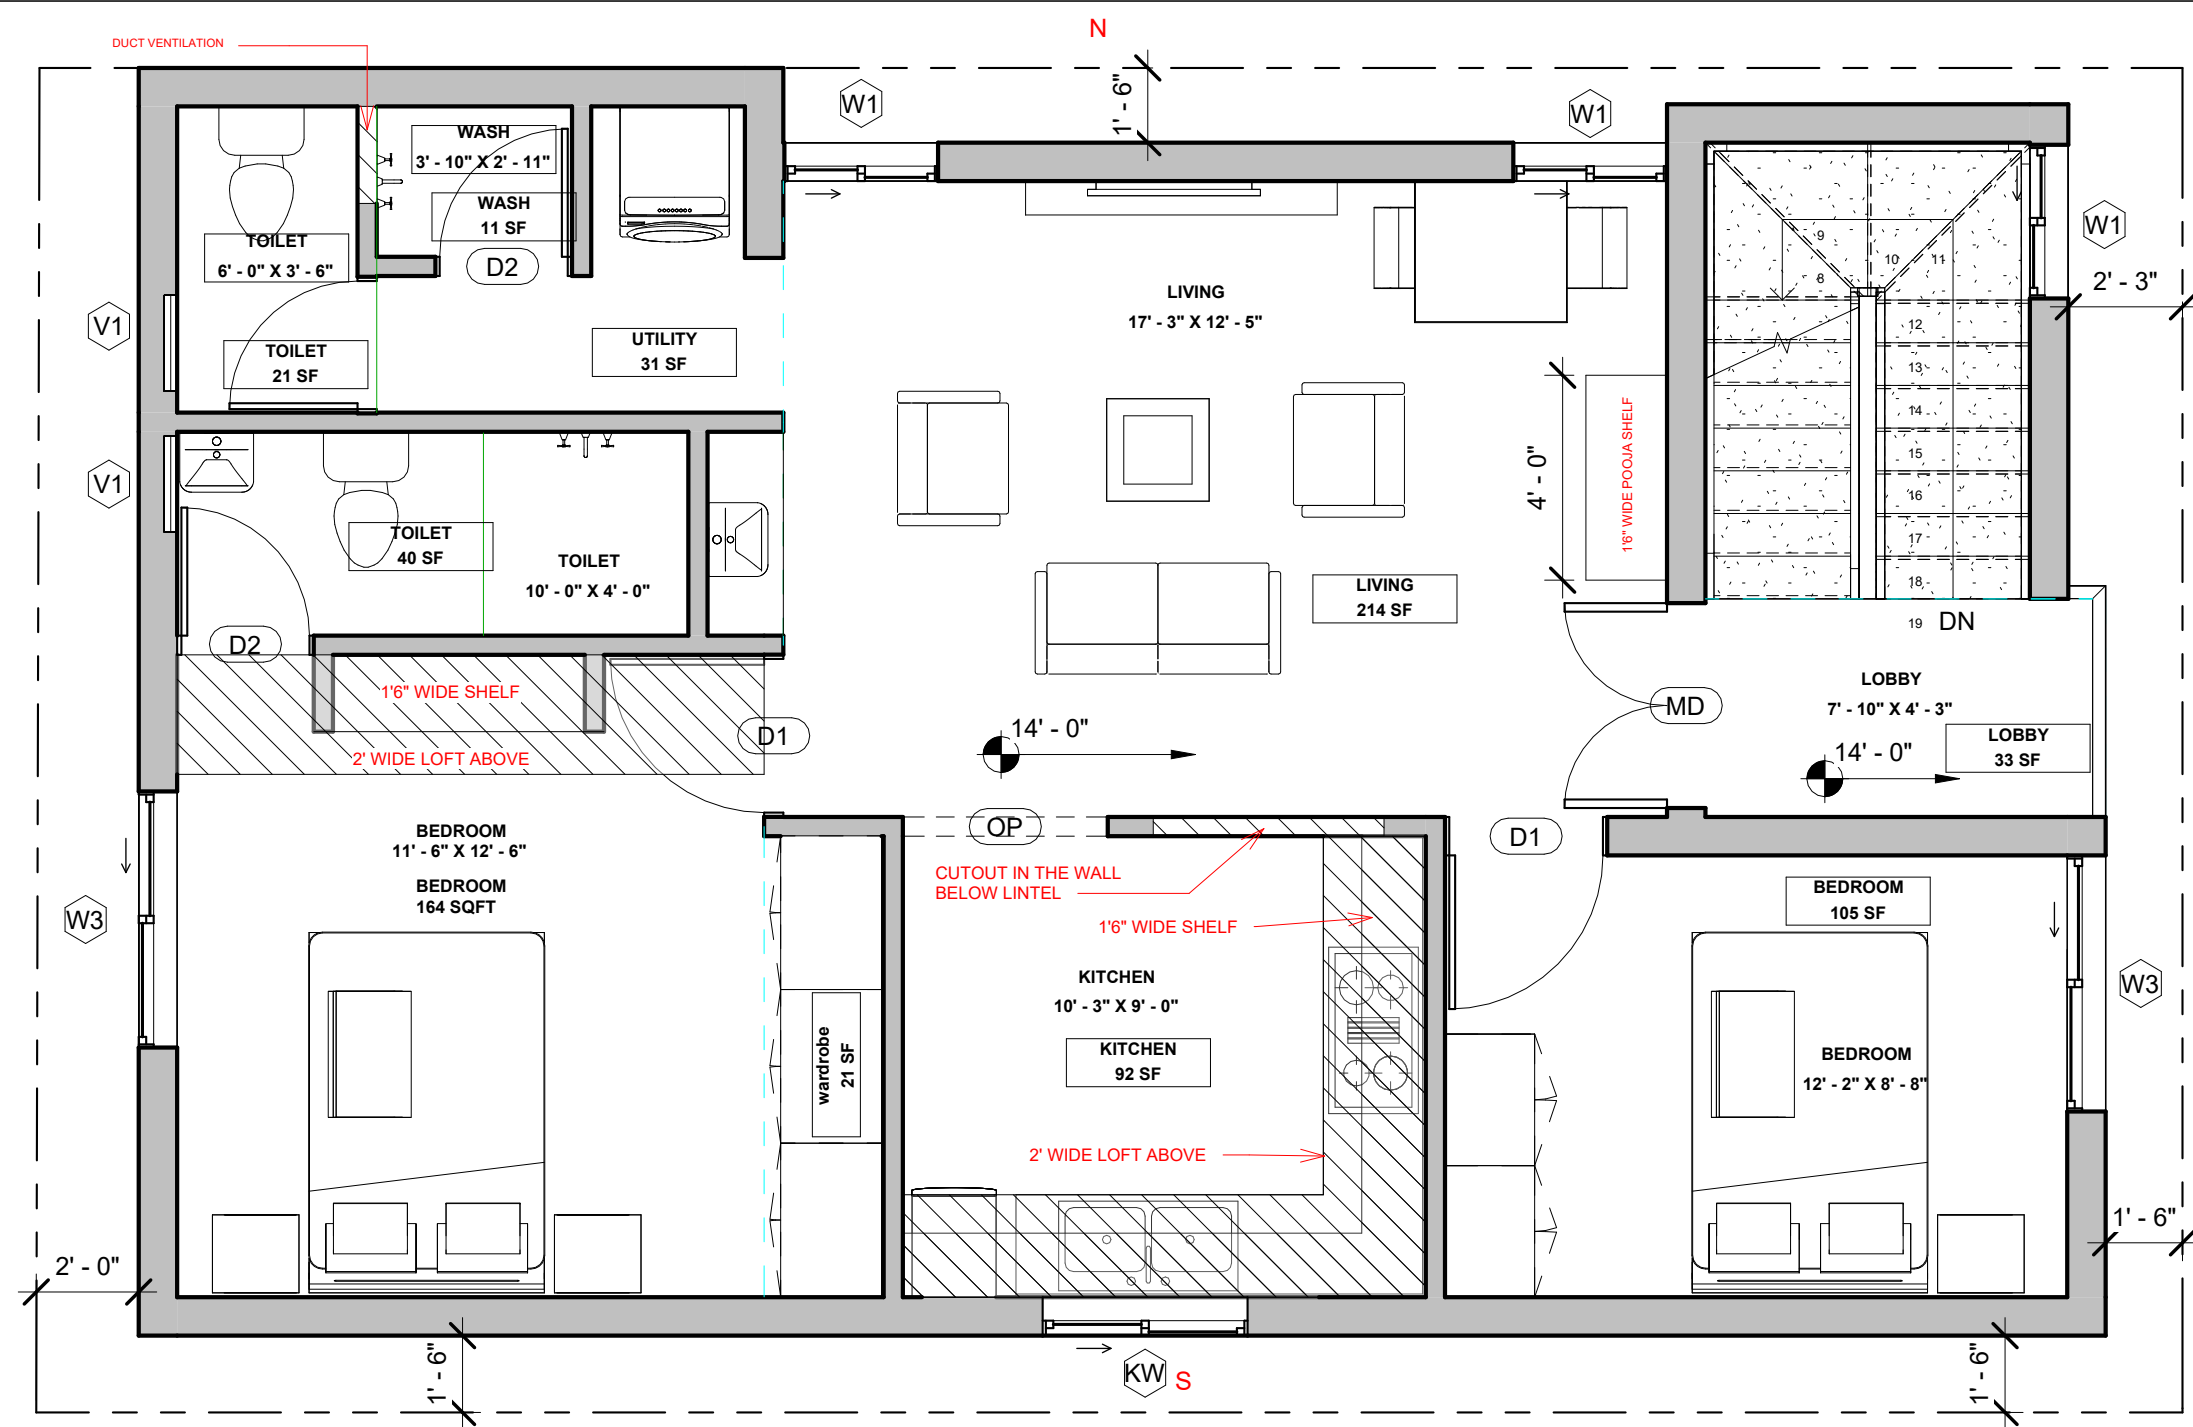 N
DUCT VENTILATION
1' - 6"
W1
W1
WASH
3' - 10" X 2' - 11"
WASH
11 SF
TOILET
6' - 0" X 3' - 6"
D2
W1
2' - 3"
9
10
11
8
LIVING
17' - 3" X 12' - 5"
V1
UTILITY
31 SF
TOILET
21 SF
12
13
14
15
16
17
18
19
DN
1'6" WIDE POOJA SHELF
4' - 0"
V1
TOILET
40 SF
TOILET
10' - 0" X 4' - 0"
LIVING
214 SF
D2
1'6" WIDE SHELF
2' WIDE LOFT ABOVE
D1
14' - 0"
MD
LOBBY
7' - 10" X 4' - 3"
LOBBY
33 SF
14' - 0"
BEDROOM
11' - 6" X 12' - 6"
BEDROOM
164 SQFT
OP
D1
CUTOUT IN THE WALL
BELOW LINTEL
1'6" WIDE SHELF
BEDROOM
105 SF
W3
W3
KITCHEN
10' - 3" X 9' - 0"
KITCHEN
92 SF
wardrobe
21 SF
BEDROOM
12' - 2" X 8' - 8"
2' WIDE LOFT ABOVE
2' - 0"
1' - 6"
1' - 6"
1' - 6"
KW
S